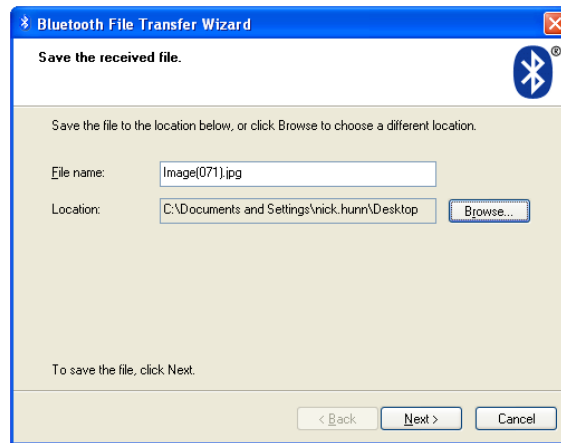 Bluetooth File Transfer Wizard
Save the received file.
®
Save the file to the location below, or click Browse to choose a different location.
File name: Image(071).jpg
Location: C:\Documents and Settings\nick.hunn\Desktop Browse...
To save the file, click Next.
< Back Next > Cancel